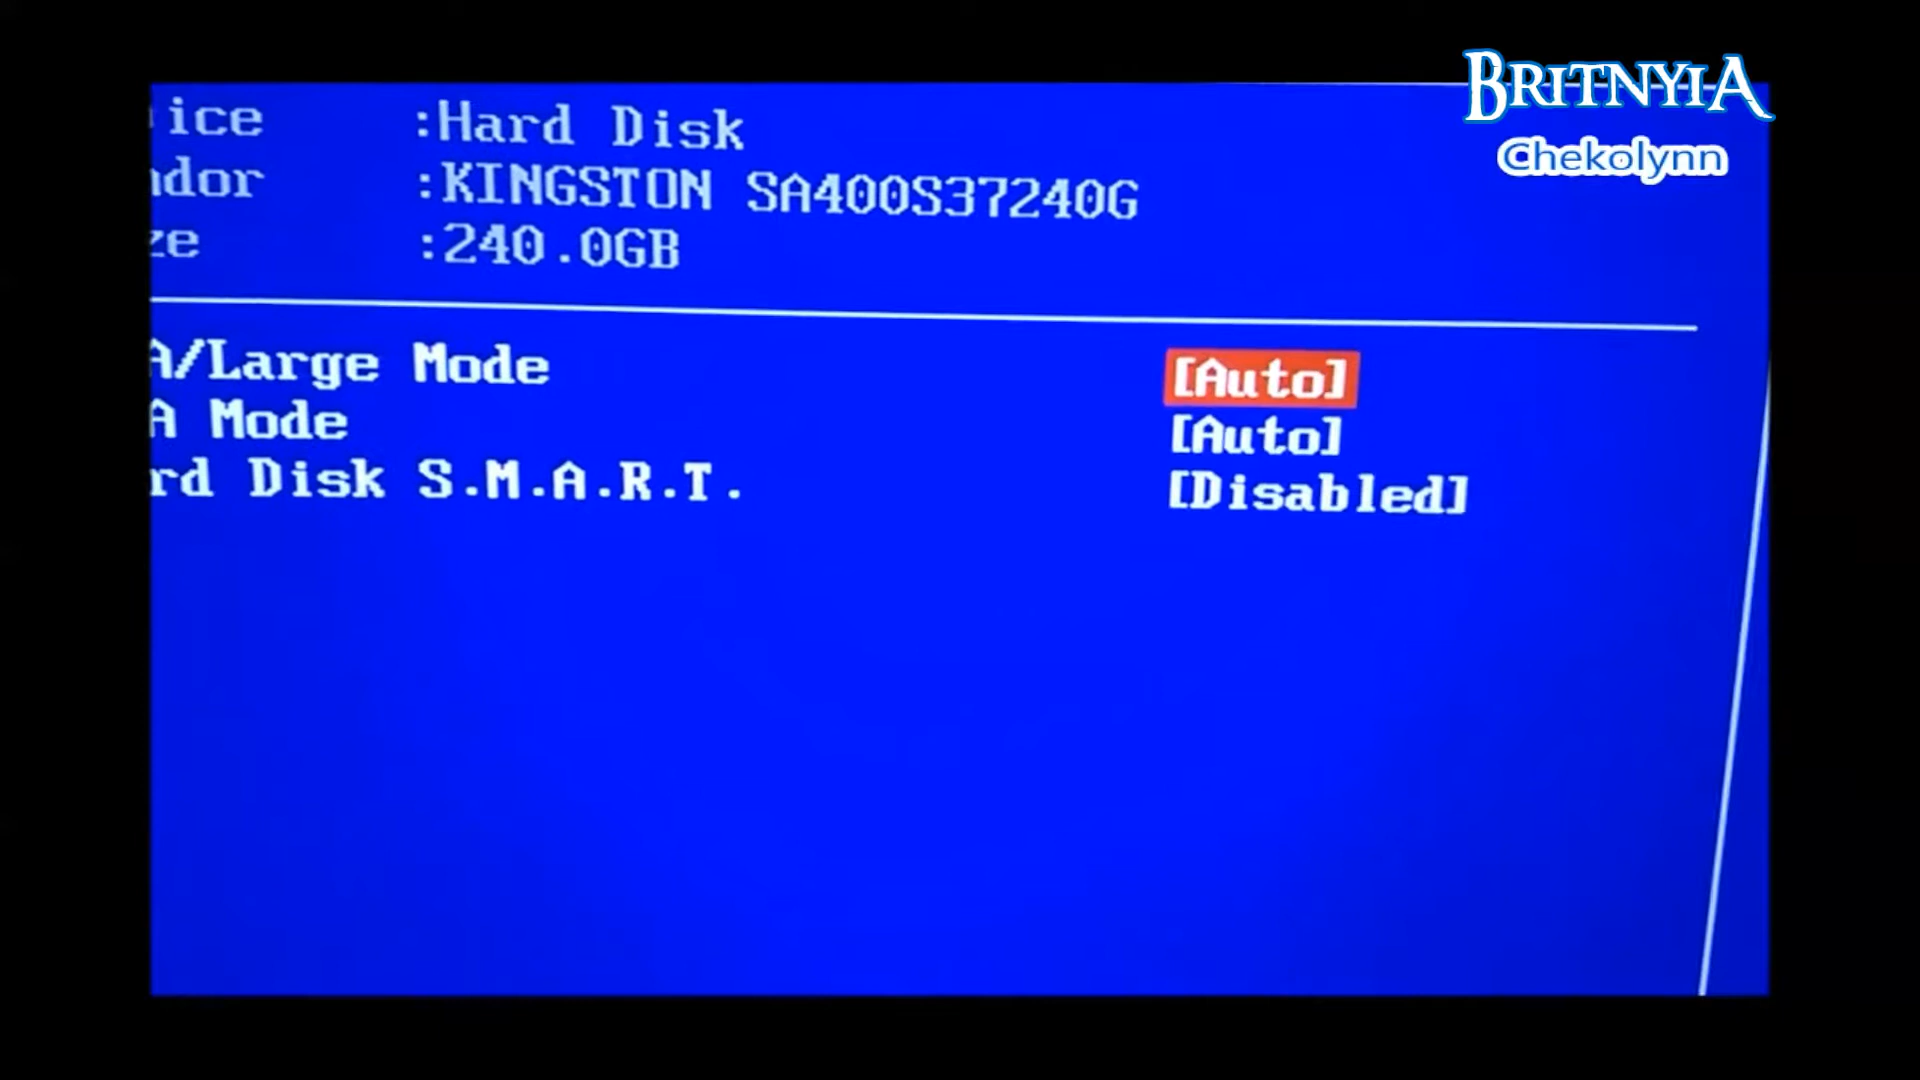 BRITNYIA
Chekolynn
ice :Hard Disk
ndor :KINGSTON SA400S37240G
ze :240.0GB
A/Large Mode [Auto]
A Mode [Auto]
rd Disk S.M.A.R.T. [Disabled]